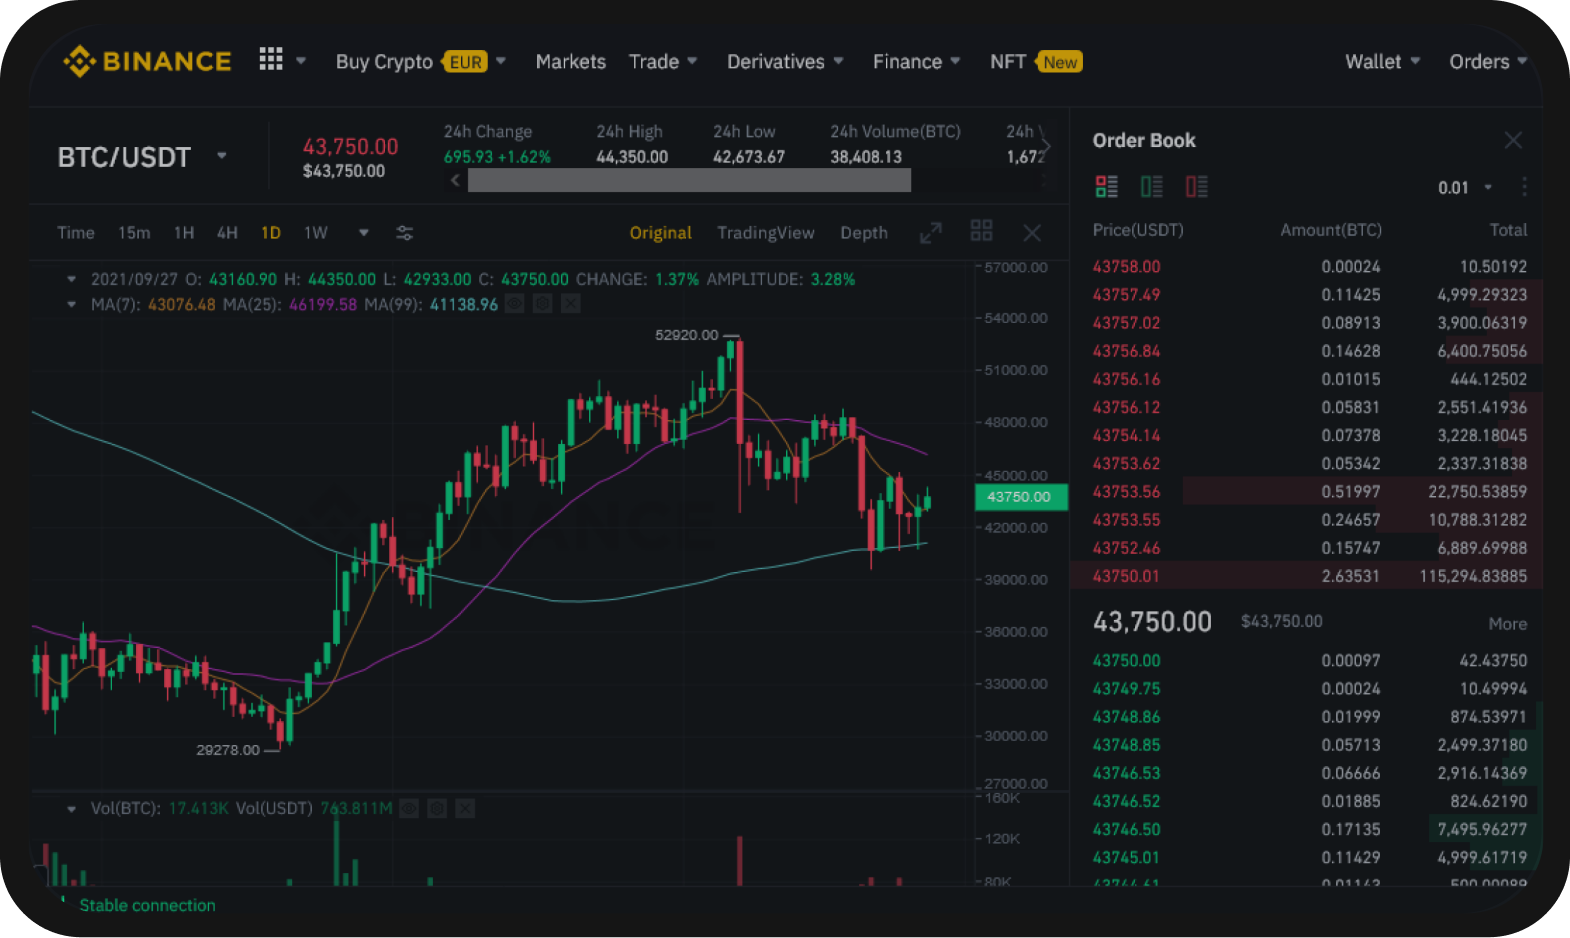 BINANCE Buy Crypto EUR Markets Trade Derivatives Finance NFT New Wallet Orders
BTC/USDT
43,750.00
$43,750.00
24h Change 24h High 24h Low 24h Volume(BTC) 24h
695.93 +1.62% 44,350.00 42,673.67 38,408.13 1,672
Time 15m 1H 4H 1D 1W Original TradingView Depth
2021/09/27 O: 43160.90 H: 44350.00 L: 42933.00 C: 43750.00 CHANGE: 1.37% AMPLITUDE: 3.28%
MA(7): 43076.48 MA(25): 46199.58 MA(99): 41138.96
52920.00
29278.00
57000.00
54000.00
51000.00
48000.00
45000.00
43750.00
42000.00
39000.00
36000.00
33000.00
30000.00
27000.00
Vol(BTC): 17.413K Vol(USDT) 763.811M
160K
120K
80K
Stable connection
Order Book
0.01
Price(USDT) Amount(BTC) Total
43758.00 0.00024 10.50192
43757.49 0.11425 4,999.29323
43757.02 0.08913 3,900.06319
43756.84 0.14628 6,400.75056
43756.16 0.01015 444.12502
43756.12 0.05831 2,551.41936
43754.14 0.07378 3,228.18045
43753.62 0.05342 2,337.31838
43753.56 0.51997 22,750.53859
43753.55 0.24657 10,788.31282
43752.46 0.15747 6,889.69988
43750.01 2.63531 115,294.83885
43,750.00 $43,750.00 More
43750.00 0.00097 42.43750
43749.75 0.00024 10.49994
43748.86 0.01999 874.53971
43748.85 0.05713 2,499.37180
43746.53 0.06666 2,916.14369
43746.52 0.01885 824.62190
43746.50 0.17135 7,495.96277
43745.01 0.11429 4,999.61719